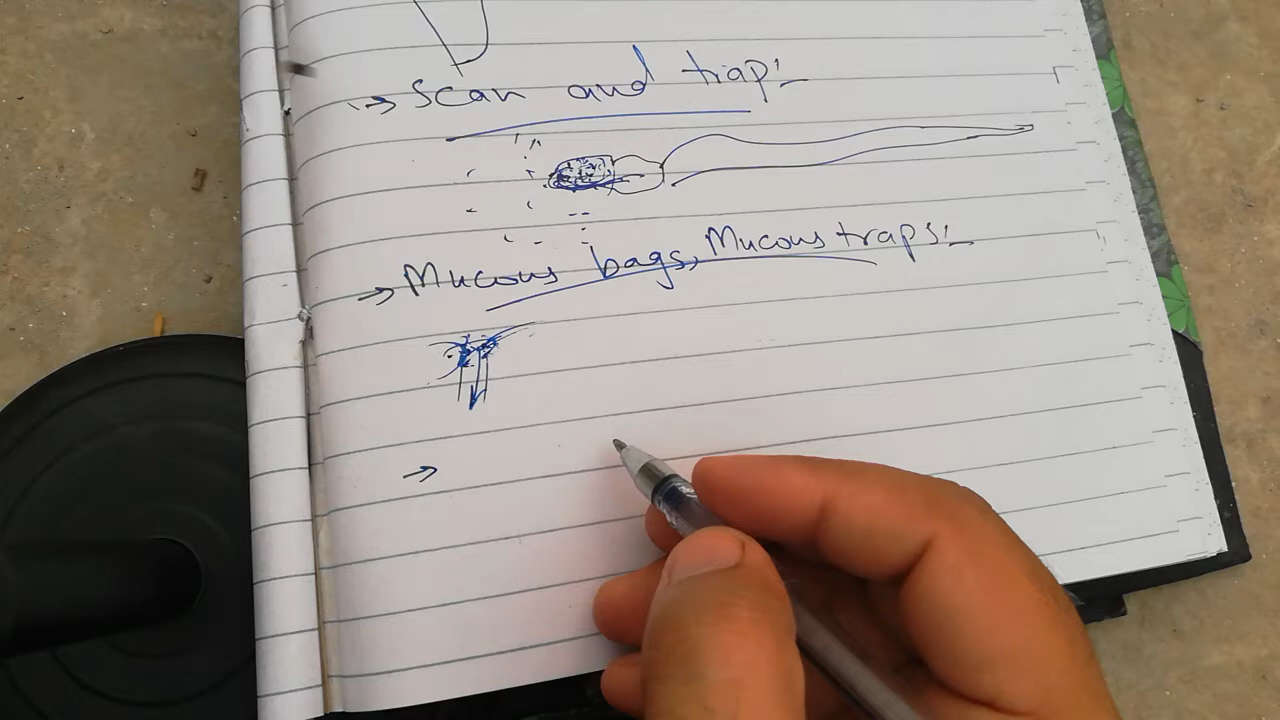 → Scan and trap:-
→ Mucous bags, Mucous traps:-
→